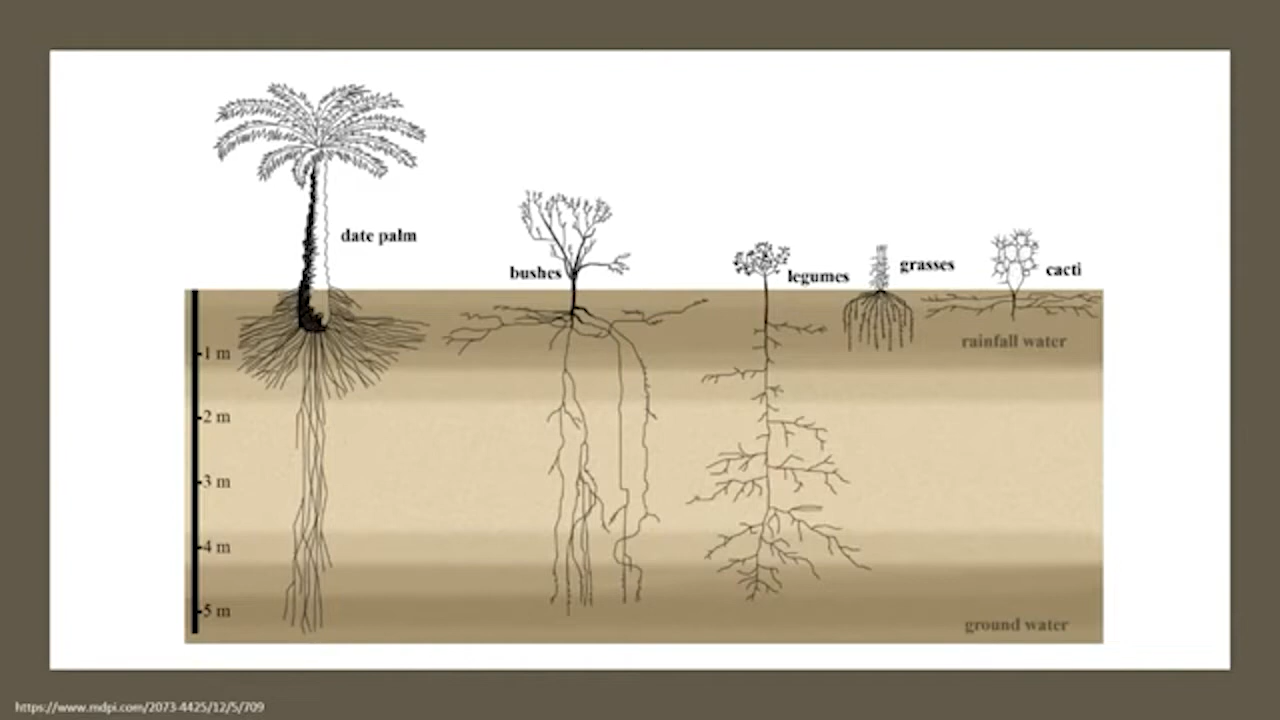 date palm
bushes
legumes
grasses
cacti
rainfall water
1 m
2 m
3 m
4 m
5 m
ground water
https://www.mdpi.com/2073-4425/12/5/709